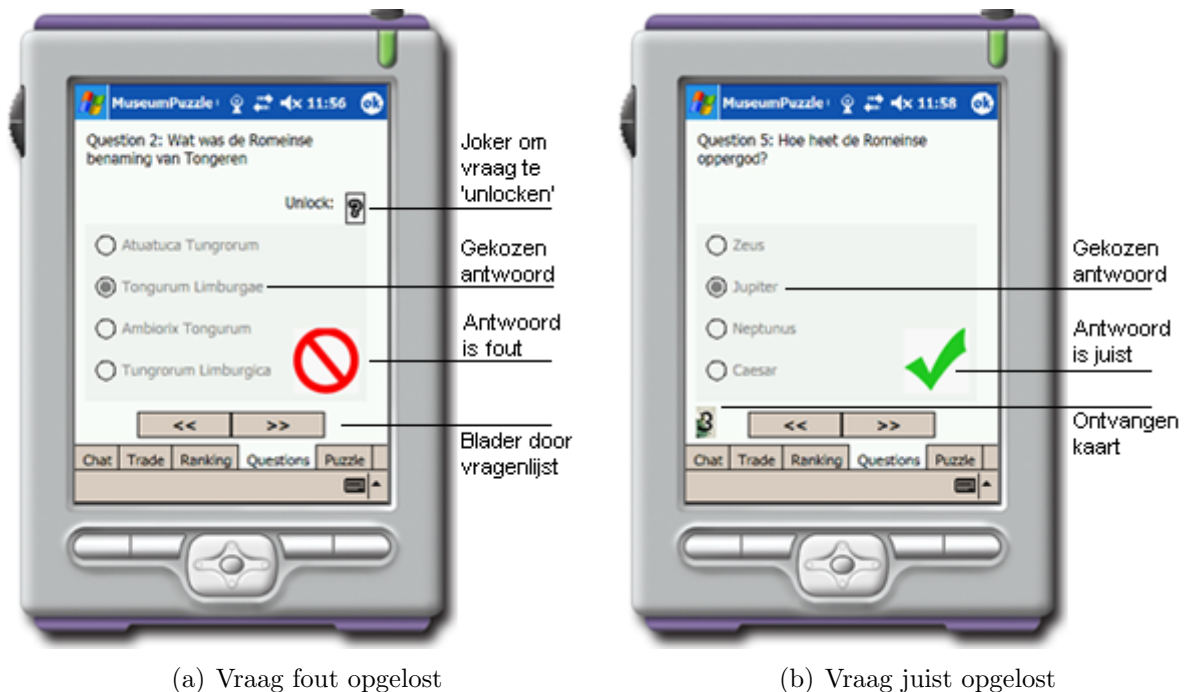 MuseumPuzzle 11:56 ok
Question 2: Wat was de Romeinse
benaming van Tongeren
Unlock: ?
Atuatuca Tungrorum
Tongurum Limburgae
Ambiorix Tongurum
Tungrorum Limburgica
<< >>
Chat Trade Ranking Questions Puzzle
Joker om
vraag te
'unlocken'
Gekozen
antwoord
Antwoord
is fout
Blader door
vragenlijst
(a) Vraag fout opgelost
MuseumPuzzle 11:58 ok
Question 5: Hoe heet de Romeinse
oppergod?
Zeus
Jupiter
Neptunus
Caesar
3
<< >>
Chat Trade Ranking Questions Puzzle
Gekozen
antwoord
Antwoord
is juist
Ontvangen
kaart
(b) Vraag juist opgelost